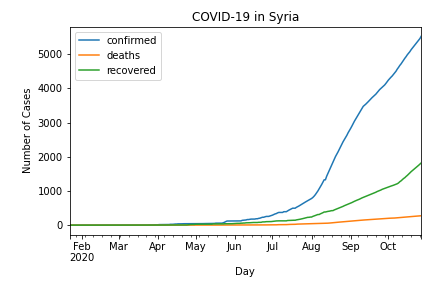 COVID-19 in Syria
confirmed
deaths
recovered
Number of Cases
5000
4000
3000
2000
1000
0
Feb Mar Apr May Jun Jul Aug Sep Oct
2020
Day